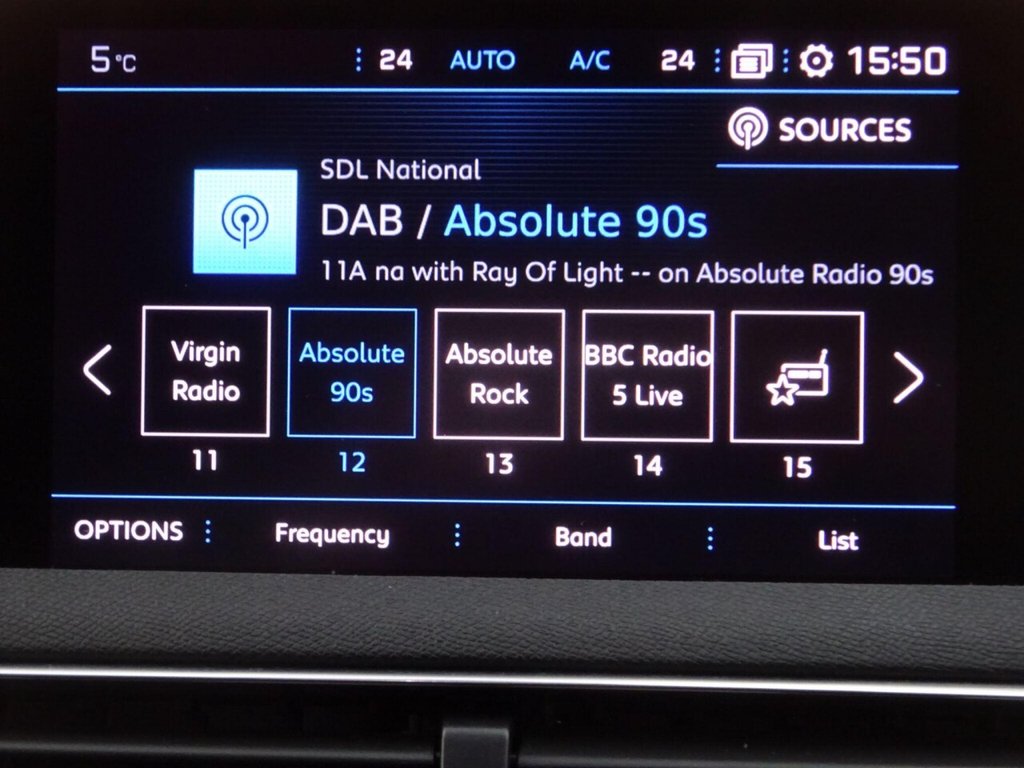 5°C 24 AUTO A/C 24 15:50
SOURCES
SDL National
DAB / Absolute 90s
11A na with Ray Of Light -- on Absolute Radio 90s
Virgin Radio
Absolute 90s
Absolute Rock
BBC Radio 5 Live
11 12 13 14 15
OPTIONS Frequency Band List